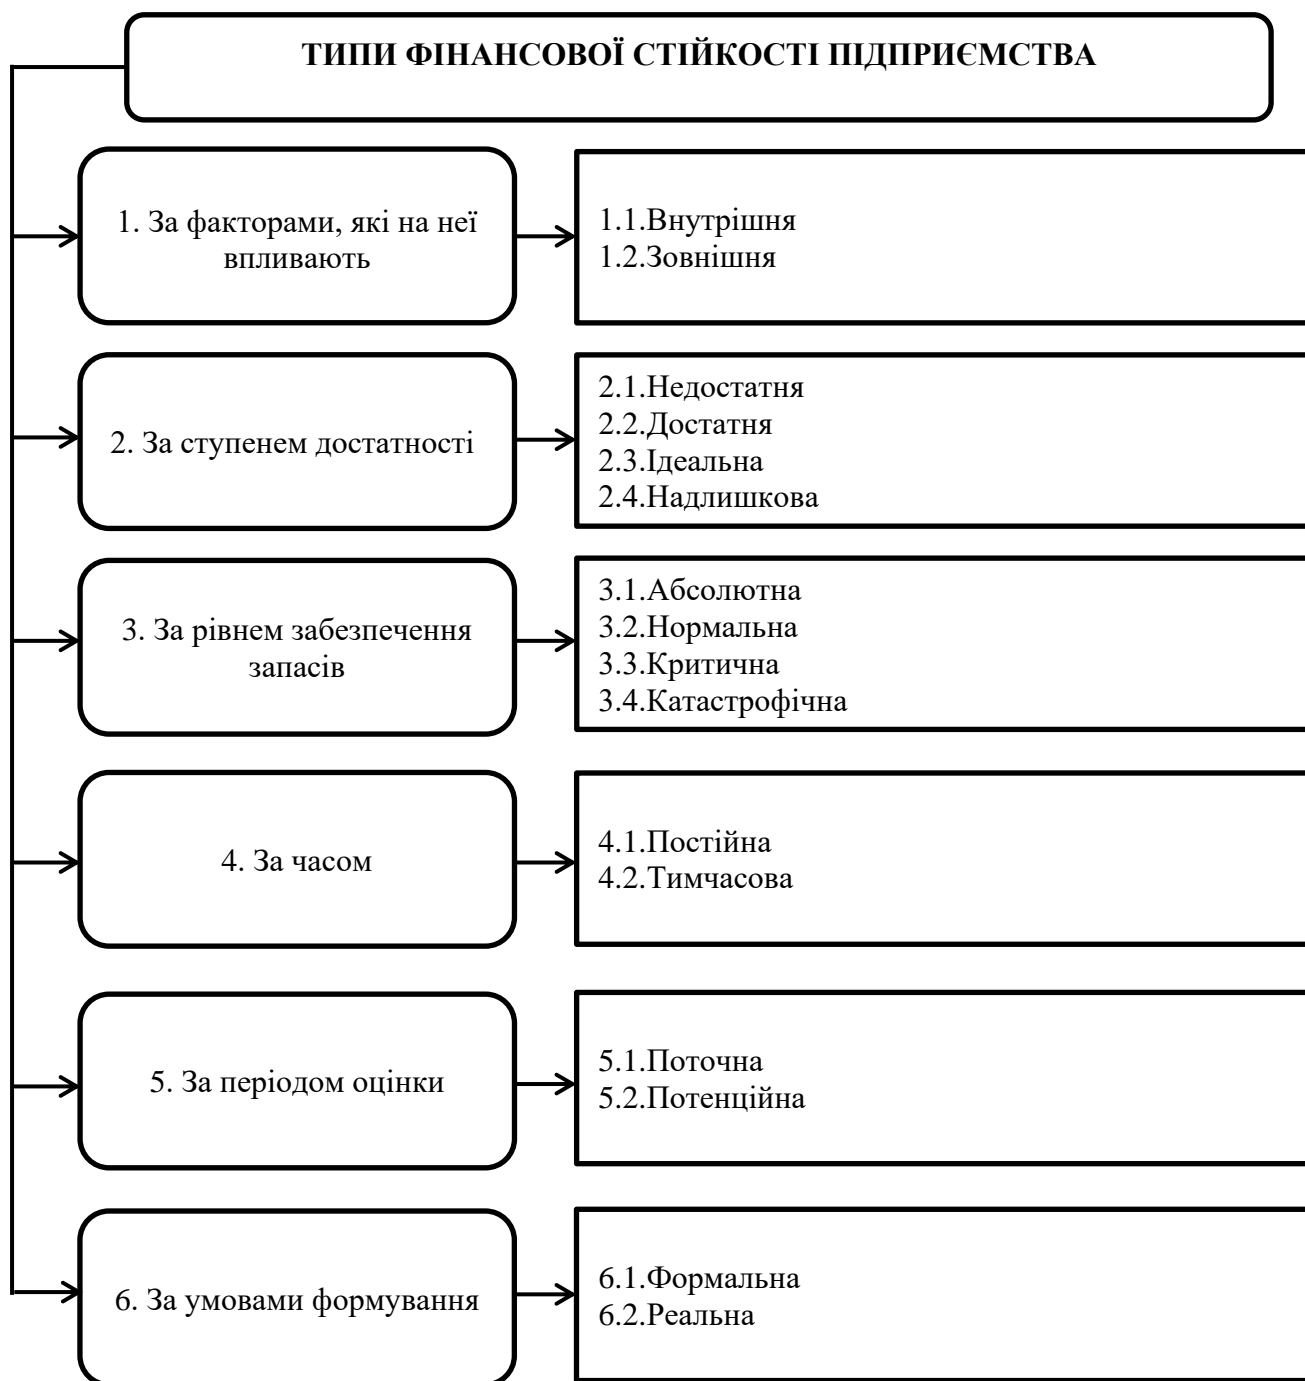 ТИПИ ФІНАНСОВОЇ СТІЙКОСТІ ПІДПРИЄМСТВА
1. За факторами, які на неї
впливають
1.1.Внутрішня
1.2.Зовнішня
2. За ступенем достатності
2.1.Недостатня
2.2.Достатня
2.3.Ідеальна
2.4.Надлишкова
3. За рівнем забезпечення
запасів
3.1.Абсолютна
3.2.Нормальна
3.3.Критична
3.4.Катастрофічна
4. За часом
4.1.Постійна
4.2.Тимчасова
5. За періодом оцінки
5.1.Поточна
5.2.Потенційна
6. За умовами формування
6.1.Формальна
6.2.Реальна